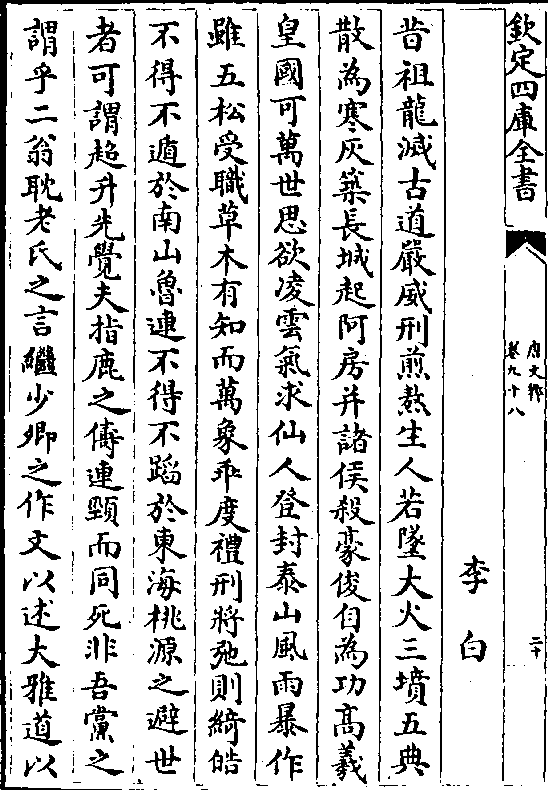 欽定四庫全書
唐文粹
卷九十八
二十
李白
昔祖龍滅古道嚴威刑煎熬生人若墜大火三墳五典
散為寒灰築長城起阿房并諸侯殺豪俊自為功髙羲
皇國可萬世思欲凌雲氣求仙人登封泰山風雨暴作
雖五松受職草木有知而萬象乖度禮刑將弛則綺皓
不得不遁於南山魯連不得不蹈於東海桃源之避世
者可謂超升先覺夫指鹿之儔連頸而同死非吾黨之
謂乎二翁耽老氏之言繼少卿之作文以述大雅道以